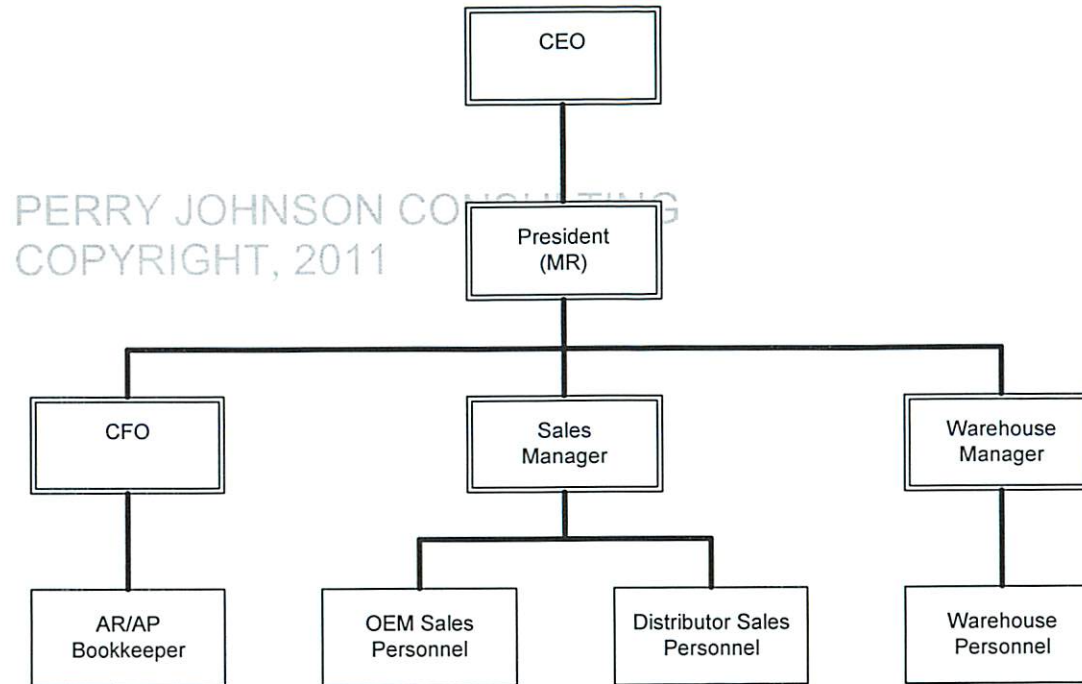 CEO
PERRY JOHNSON CONSULTING
COPYRIGHT, 2011
President
(MR)
CFO
Sales
Manager
Warehouse
Manager
AR/AP
Bookkeeper
OEM Sales
Personnel
Distributor Sales
Personnel
Warehouse
Personnel